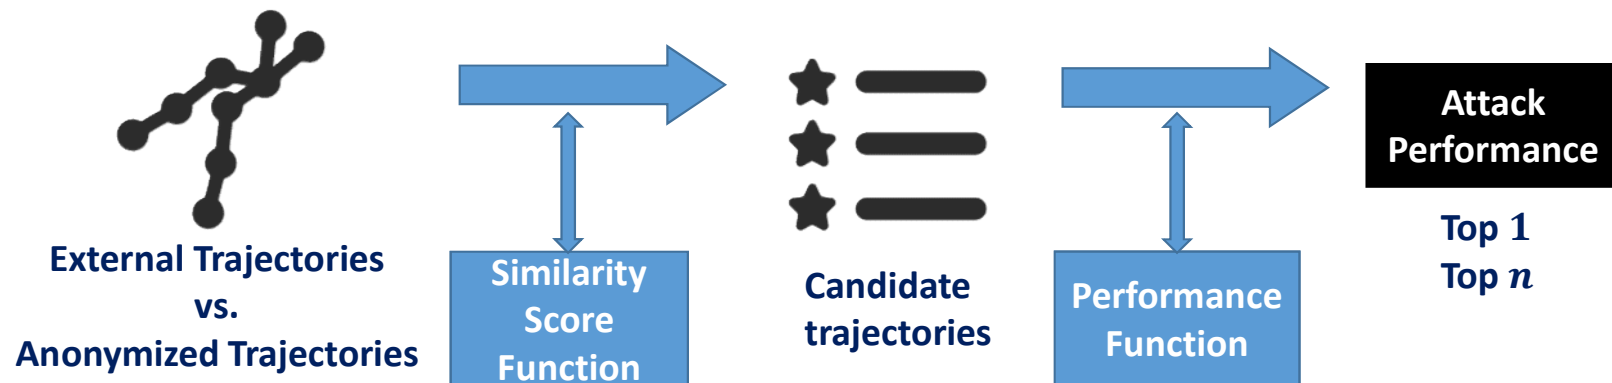 External Trajectories
vs.
Anonymized Trajectories
Similarity
Score
Function
Candidate
trajectories
Performance
Function
Attack
Performance
Top 1
Top n